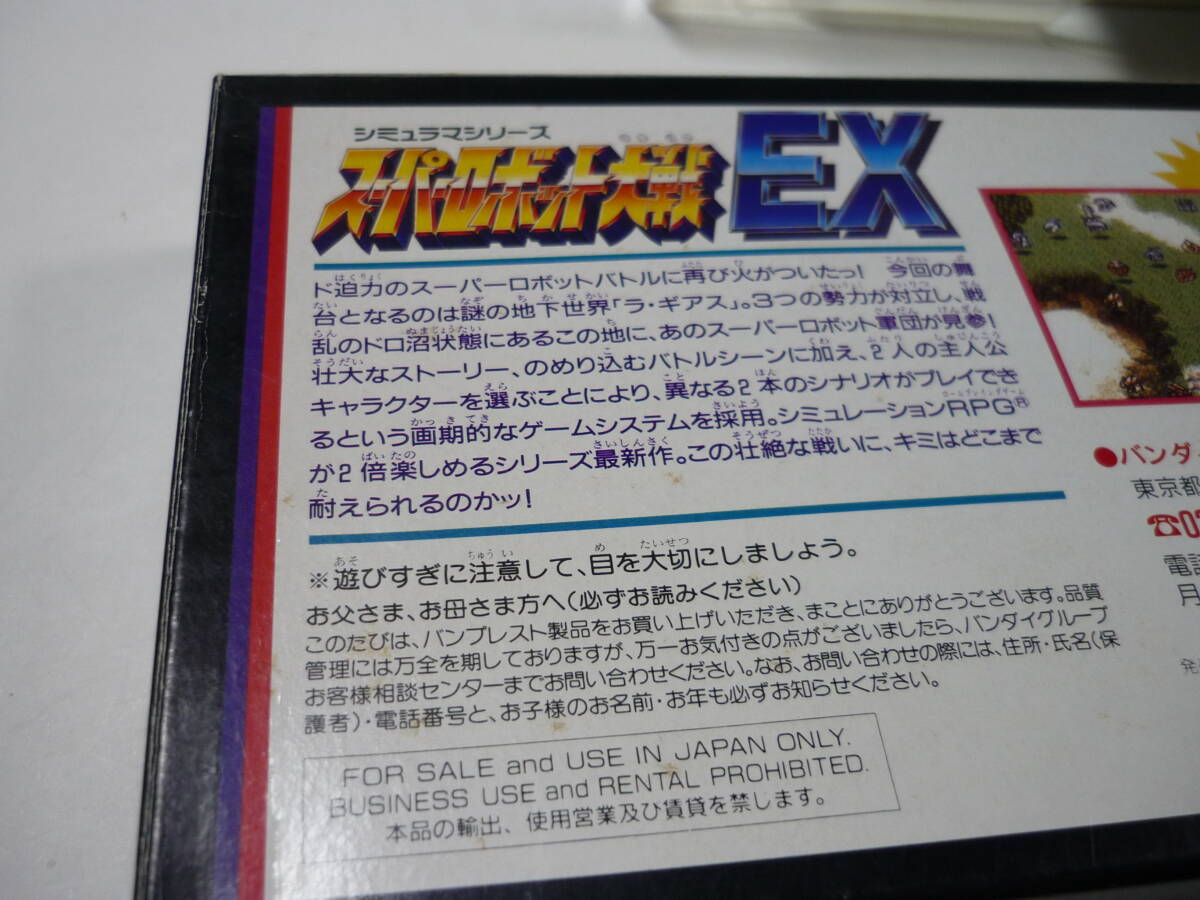 シミュラマシリーズ
スーパーロボット大戦 EX
ド迫力のスーパーロボットバトルに再び火がついたっ! 今回の舞
台となるのは謎の地下世界「ラ・ギアス」。3つの勢力が対立し、戦
乱のドロ沼状態にあるこの地に、あのスーパーロボット軍団が見参!
壮大なストーリー、のめり込むバトルシーンに加え、2人の主人公
キャラクターを選ぶことにより、異なる2本のシナリオがプレイでき
るという画期的なゲームシステムを採用。シミュレーションRPG®
が2倍楽しめるシリーズ最新作。この壮絶な戦いに、キミはどこまで
耐えられるのかッ!
※遊びすぎに注意して、目を大切にしましょう。
お父さま、お母さま方へ(必ずお読みください)
このたびは、バンプレスト製品をお買い上げいただき、まことにありがとうございます。品質
管理には万全を期しておりますが、万一お気付きの点がございましたら、バンダイグループ
お客様相談センターまでお問い合わせください。なお、お問い合わせの際には、住所・氏名(保
護者)・電話番号と、お子様のお名前・お年も必ずお知らせください。
FOR SALE and USE IN JAPAN ONLY.
BUSINESS USE and RENTAL PROHIBITED.
本品の輸出、使用営業及び賃貸を禁します。
●バンダイ
東京都
☎0
電話
月
発